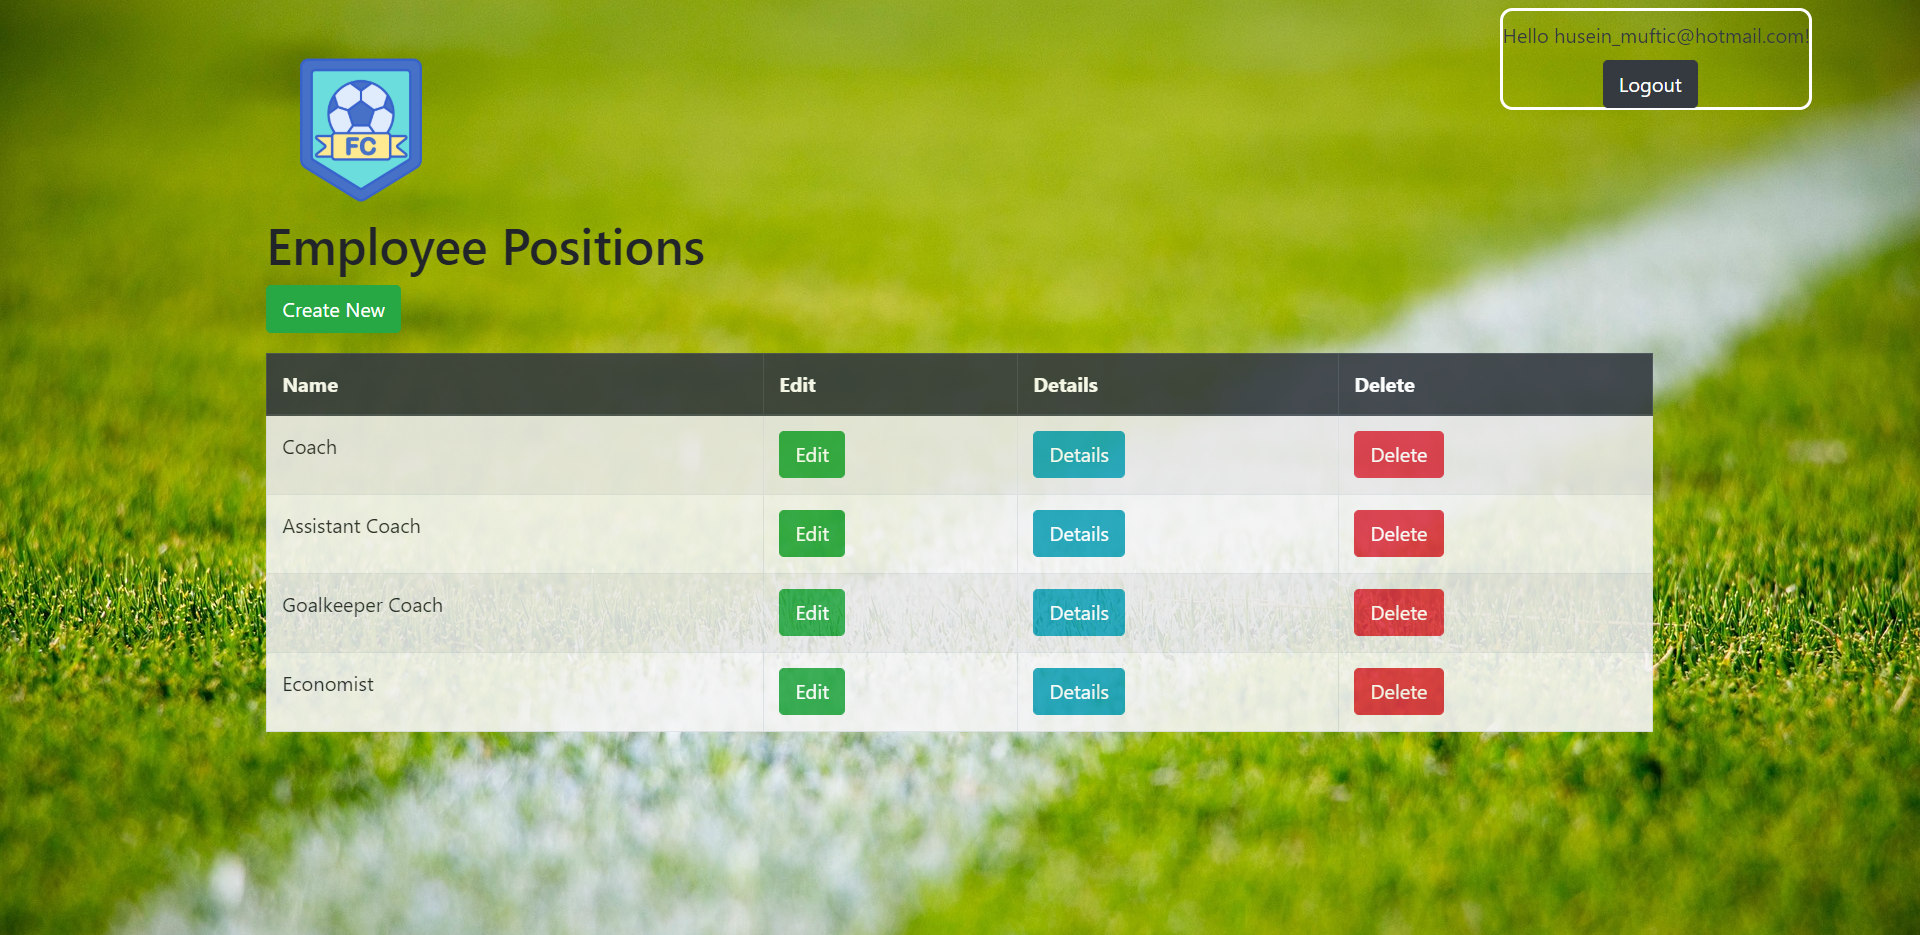 Hello husein_muftic@hotmail.com!
Logout
FC
Employee Positions
Create New
Name Edit Details Delete
Coach Edit Details Delete
Assistant Coach Edit Details Delete
Goalkeeper Coach Edit Details Delete
Economist Edit Details Delete